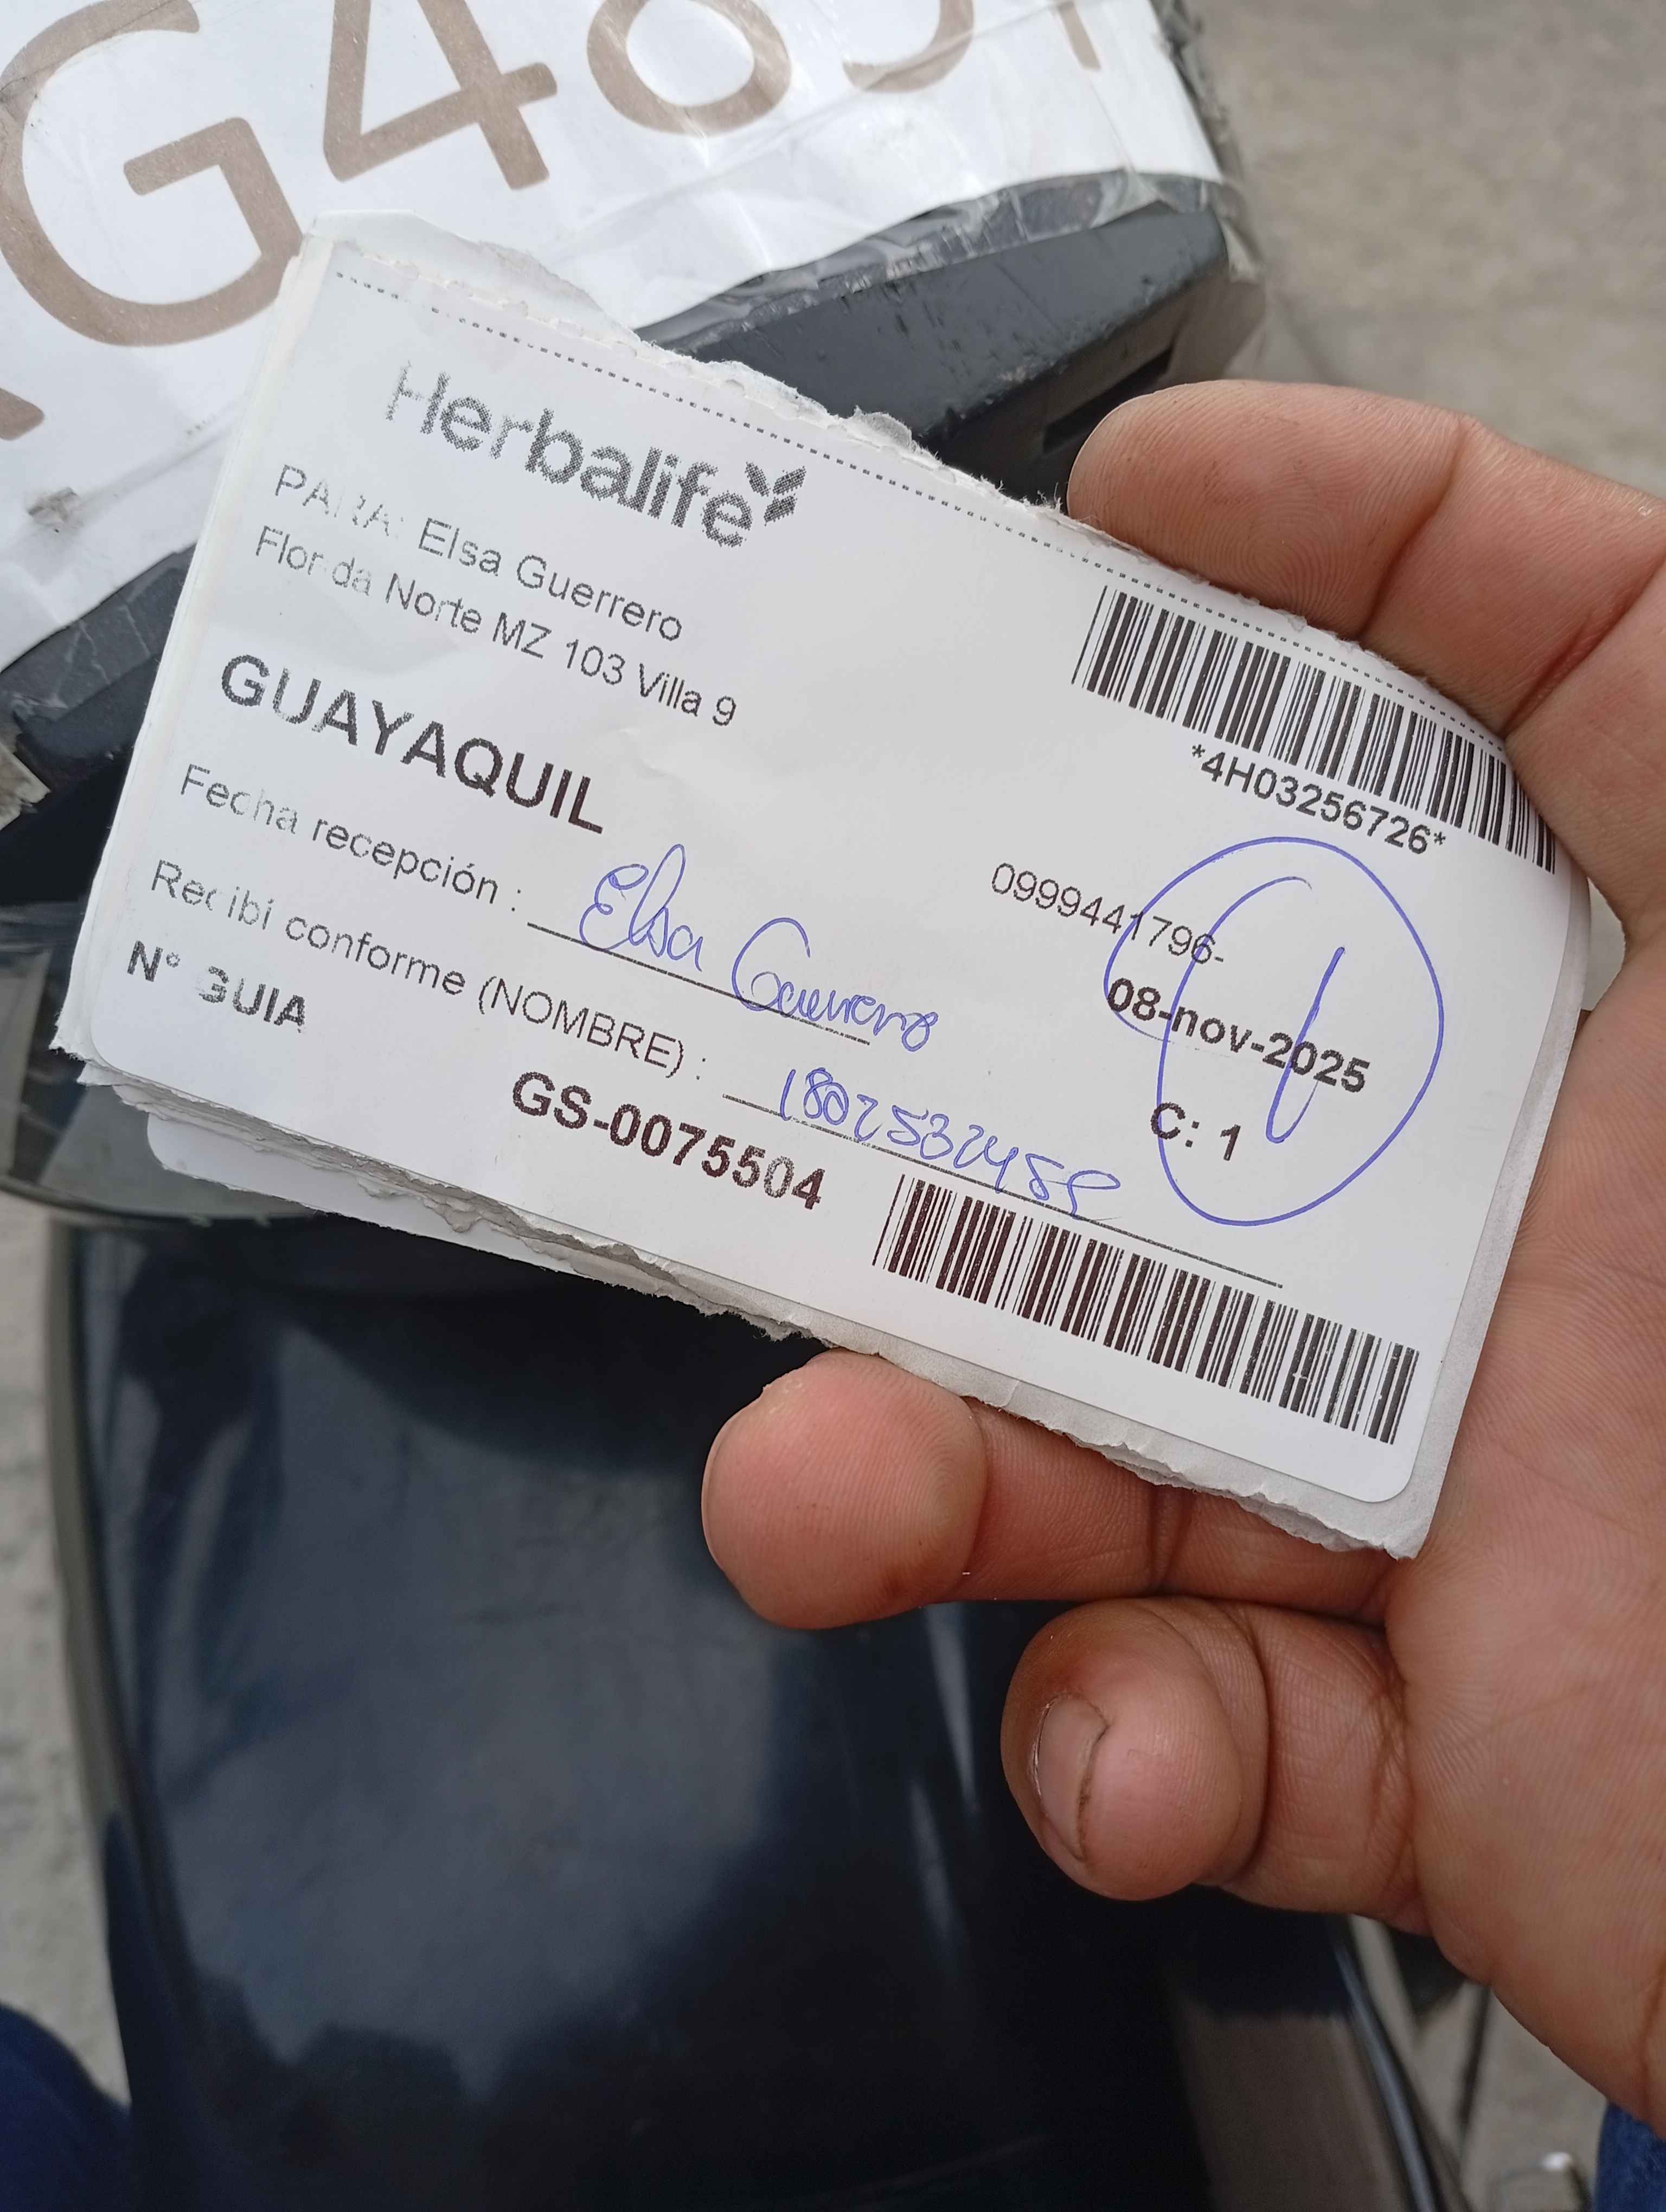 Herbalife
PARA: Elsa Guerrero
Florida Norte MZ 103 Villa 9
GUAYAQUIL
*4H03256726*
0999441796-
08-nov-2025
C: 1
Fecha recepción : Elsa Guerrero
Recibí conforme (NOMBRE) :
N° GUIA GS-0075504